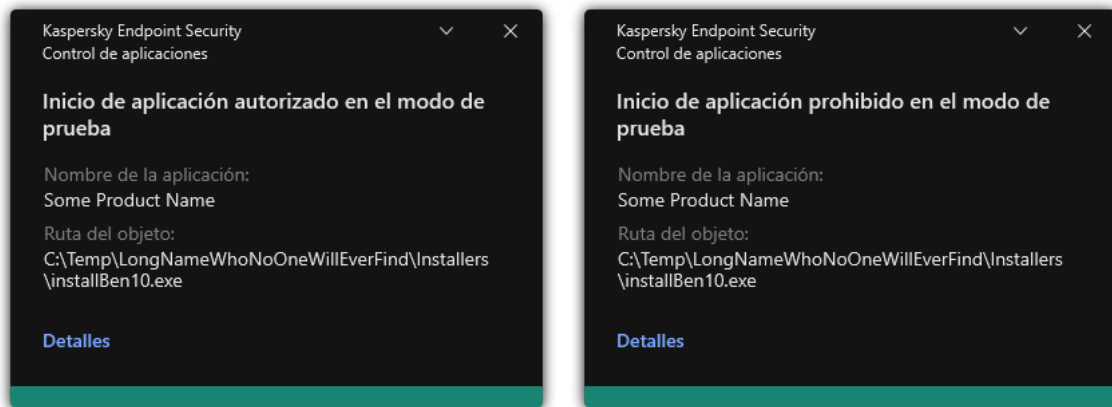 Kaspersky Endpoint Security
Control de aplicaciones
Inicio de aplicación autorizado en el modo de
prueba
Nombre de la aplicación:
Some Product Name
Ruta del objeto:
C:\Temp\LongNameWhoNoOneWillEverFind\Installers
\installBen10.exe
Detalles
Kaspersky Endpoint Security
Control de aplicaciones
Inicio de aplicación prohibido en el modo de
prueba
Nombre de la aplicación:
Some Product Name
Ruta del objeto:
C:\Temp\LongNameWhoNoOneWillEverFind\Installers
\installBen10.exe
Detalles